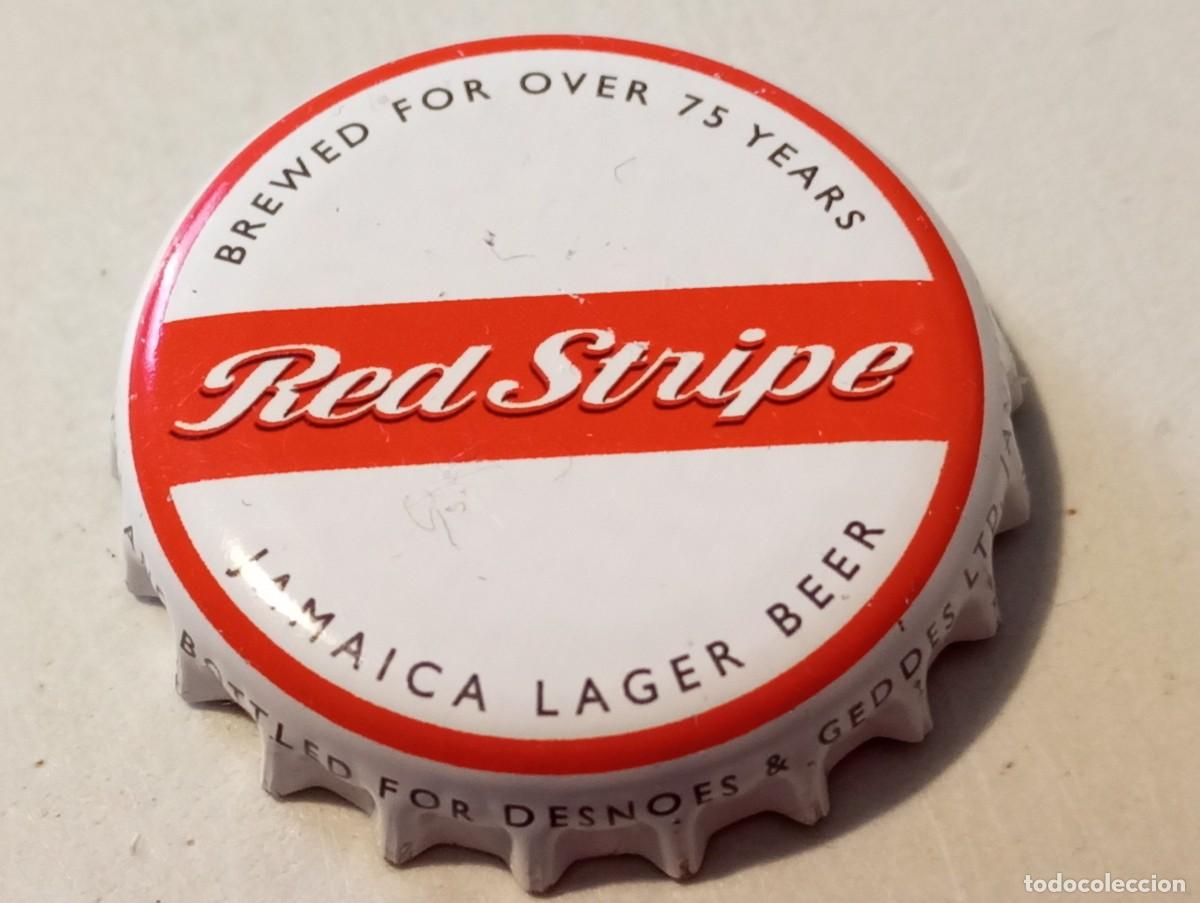 BREWED FOR OVER 75 YEARS
Red Stripe
JAMAICA LAGER BEER
BOTTLED FOR DESNOES & GEDDES LTD
todocoleccion